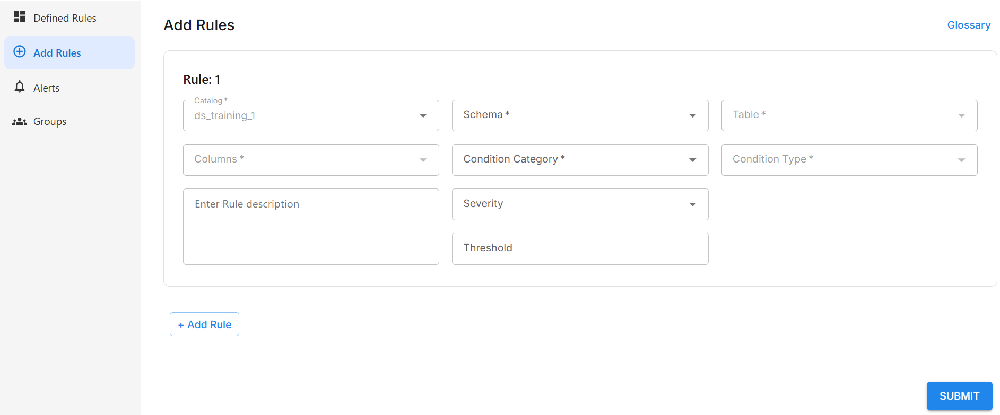 Defined Rules
Add Rules
Alerts
Groups
Add Rules
Glossary
Rule: 1
Catalog *
ds_training_1
Schema *
Table *
Columns *
Condition Category *
Condition Type *
Enter Rule description
Severity
Threshold
+ Add Rule
SUBMIT